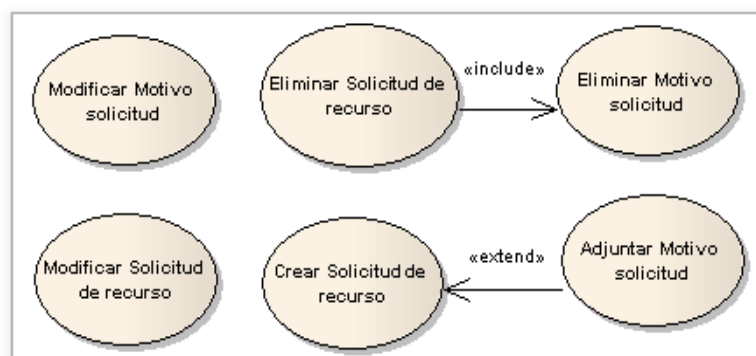 Modificar Motivo
solicitud
Eliminar Solicitud de
recurso
«include»
Eliminar Motivo
solicitud
Modificar Solicitud
de recurso
Crear Solicitud de
recurso
«extend»
Adjuntar Motivo
solicitud